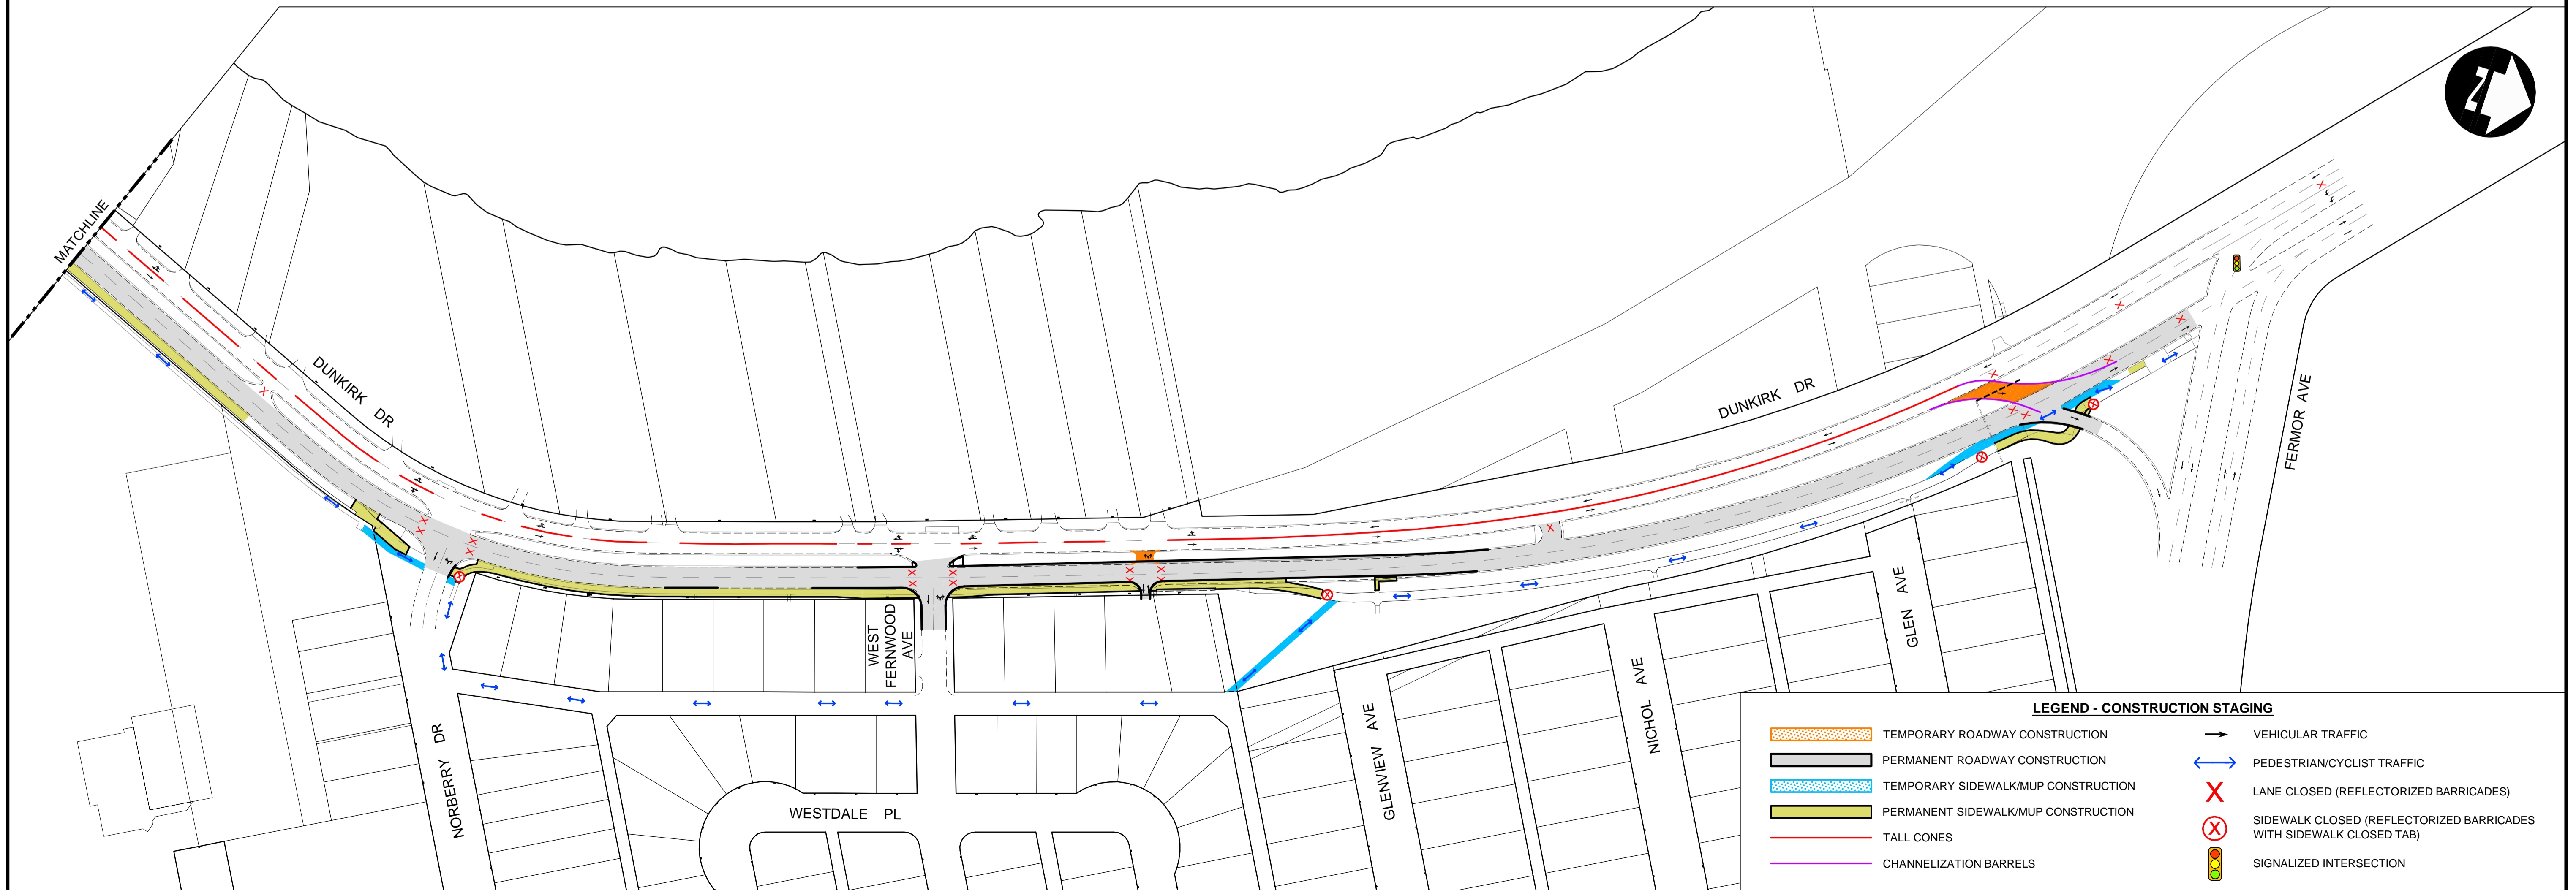 N
MATCHLINE
DUNKIRK DR
DUNKIRK DR
FERMOR AVE
WEST
FERNWOOD
AVE
GLEN AVE
NICHOL AVE
GLENVIEW AVE
NORBERRY DR
WESTDALE PL
LEGEND - CONSTRUCTION STAGING
TEMPORARY ROADWAY CONSTRUCTION
PERMANENT ROADWAY CONSTRUCTION
TEMPORARY SIDEWALK/MUP CONSTRUCTION
PERMANENT SIDEWALK/MUP CONSTRUCTION
TALL CONES
CHANNELIZATION BARRELS
VEHICULAR TRAFFIC
PEDESTRIAN/CYCLIST TRAFFIC
LANE CLOSED (REFLECTORIZED BARRICADES)
SIDEWALK CLOSED (REFLECTORIZED BARRICADES
WITH SIDEWALK CLOSED TAB)
SIGNALIZED INTERSECTION